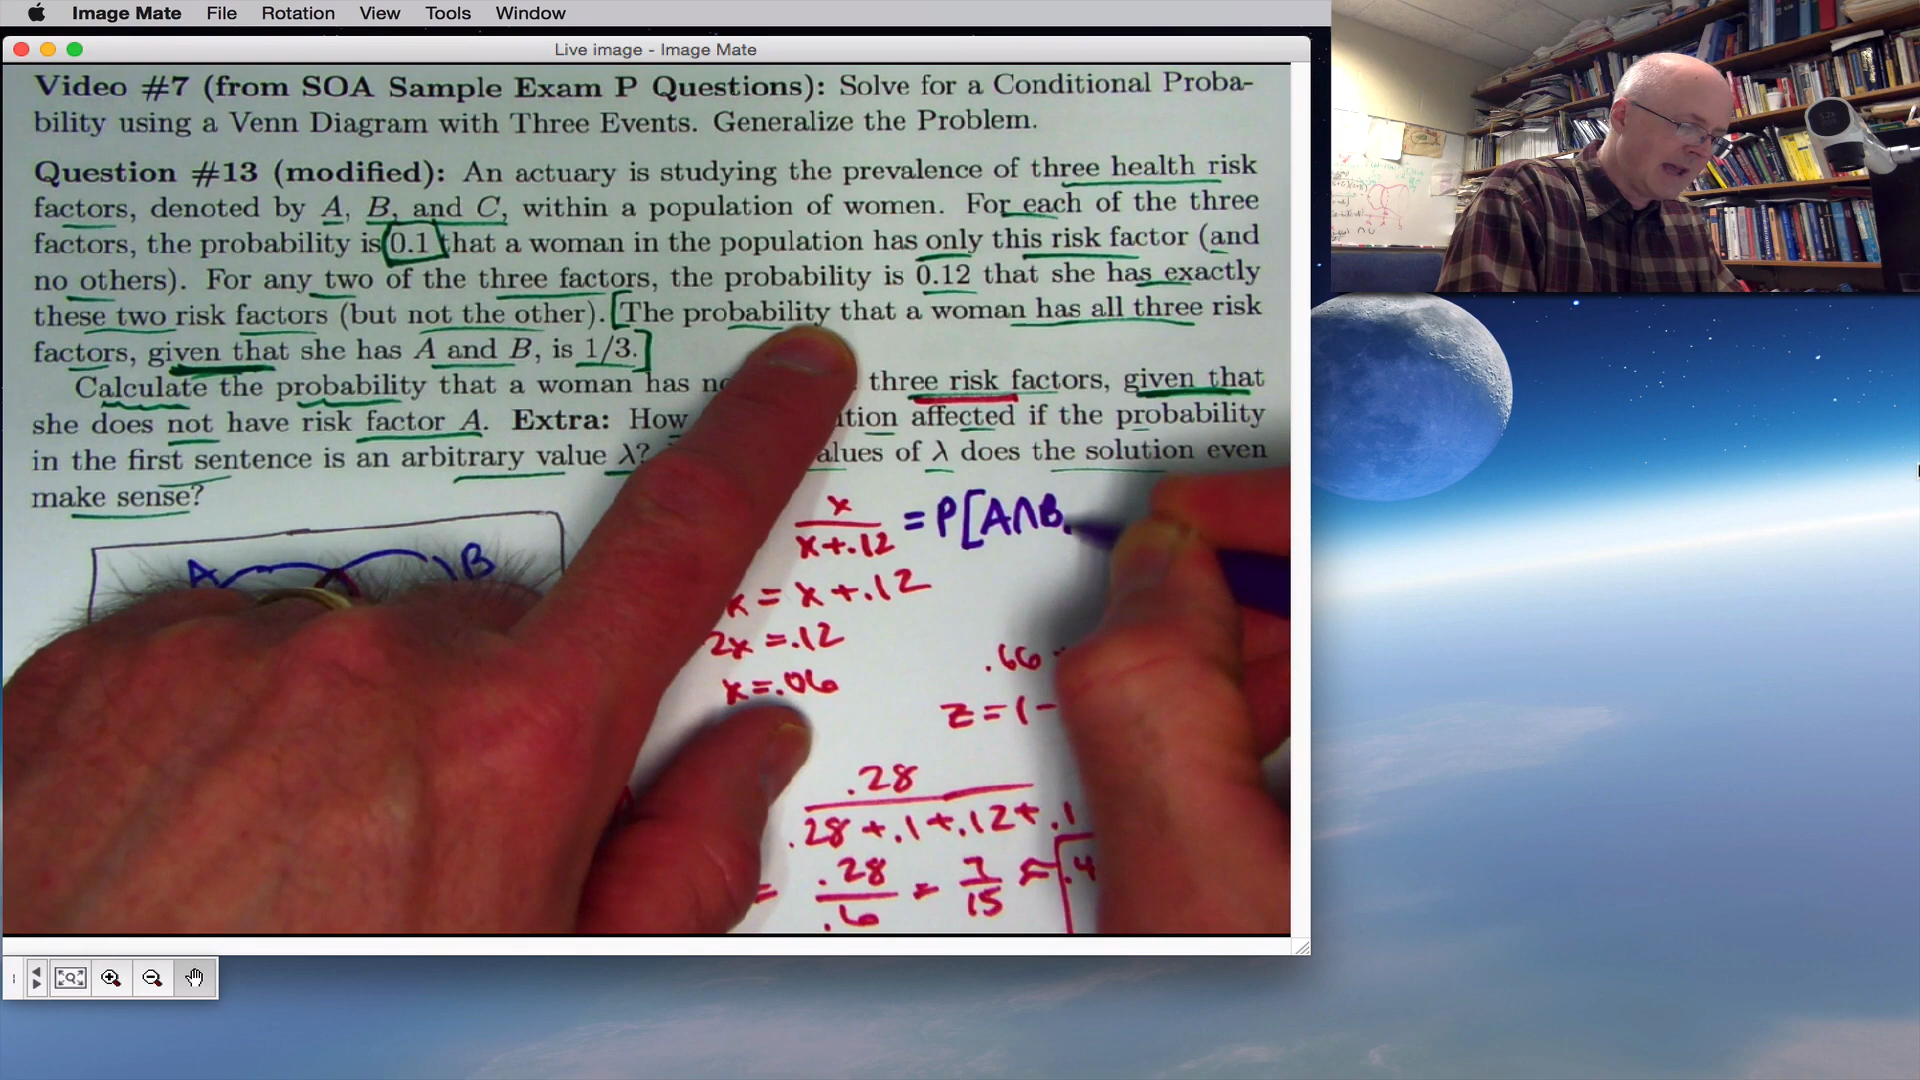 Image Mate File Rotation View Tools Window
Live image - Image Mate
Video #7 (from SOA Sample Exam P Questions): Solve for a Conditional Proba-
bility using a Venn Diagram with Three Events. Generalize the Problem.
Question #13 (modified): An actuary is studying the prevalence of three health risk
factors, denoted by A, B, and C, within a population of women. For each of the three
factors, the probability is 0.1 that a woman in the population has only this risk factor (and
no others). For any two of the three factors, the probability is 0.12 that she has exactly
these two risk factors (but not the other). [The probability that a woman has all three risk
factors, given that she has A and B, is 1/3.]
Calculate the probability that a woman has three risk factors, given that
she does not have risk factor A. Extra: How affected if the probability
in the first sentence is an arbitrary value λ? of λ does the solution even
make sense?
x
x+.12
= P[A∩B
A B
x = x+.12
2x = .12
x = .06
.66
z = 1-
.28
.28 + .1 + .12 + .1
= .28/.6 = 7/15 ≈ .4